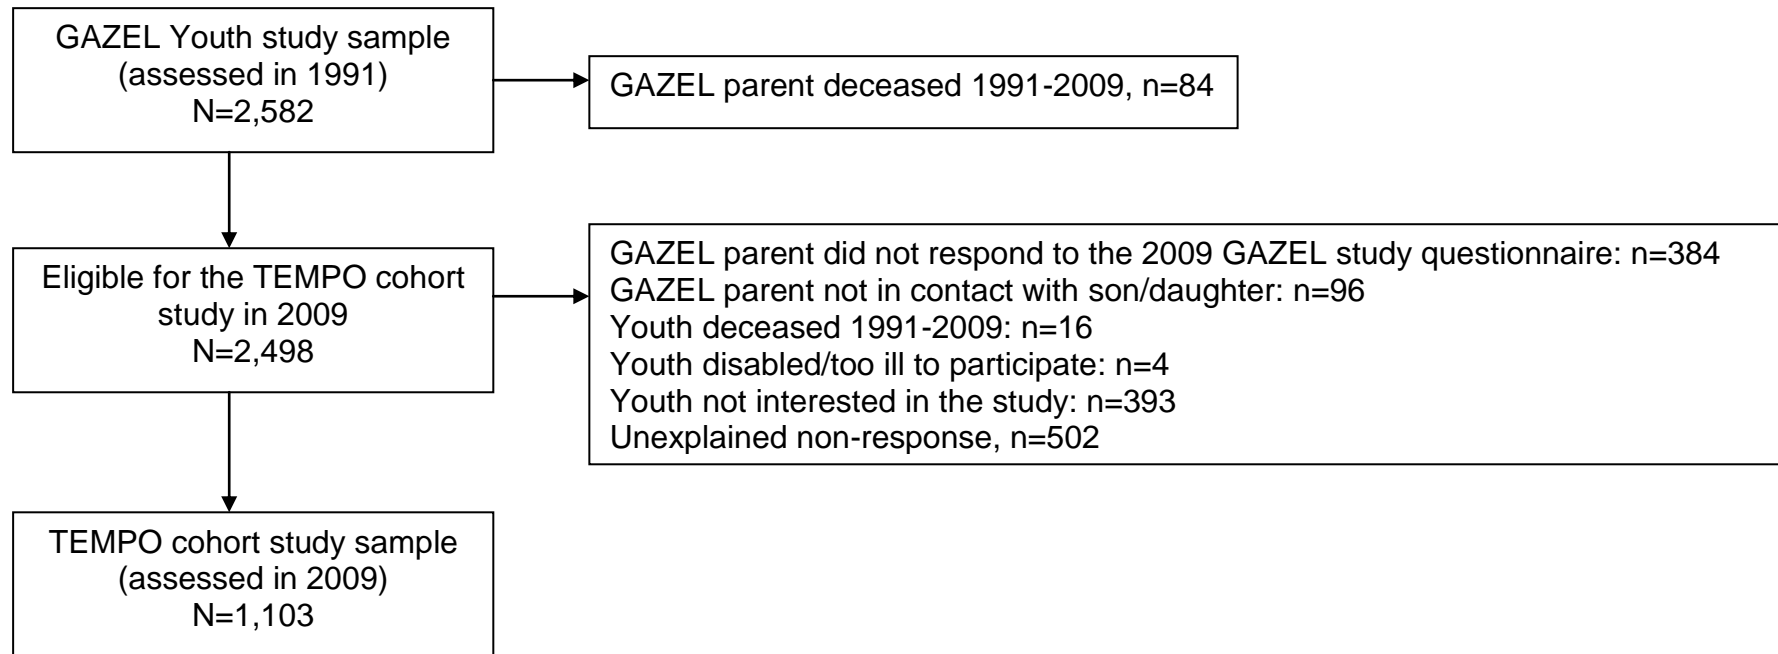 GAZEL Youth study sample
(assessed in 1991)
N=2,582
GAZEL parent deceased 1991-2009, n=84
Eligible for the TEMPO cohort
study in 2009
N=2,498
GAZEL parent did not respond to the 2009 GAZEL study questionnaire: n=384
GAZEL parent not in contact with son/daughter: n=96
Youth deceased 1991-2009: n=16
Youth disabled/too ill to participate: n=4
Youth not interested in the study: n=393
Unexplained non-response, n=502
TEMPO cohort study sample
(assessed in 2009)
N=1,103